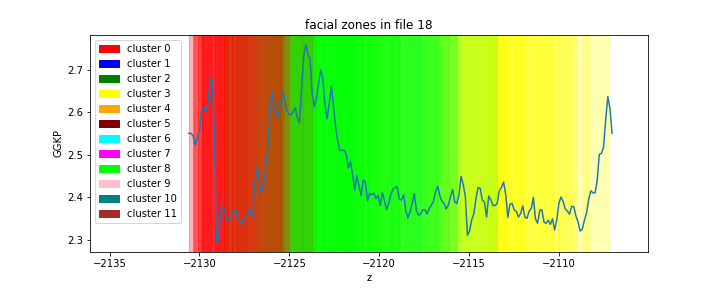 facial zones in file 18
cluster 0
cluster 1
cluster 2
cluster 3
cluster 4
cluster 5
cluster 6
cluster 7
cluster 8
cluster 9
cluster 10
cluster 11
2.7
2.6
2.5
2.4
2.3
GGKP
−2135
−2130
−2125
−2120
−2115
−2110
z